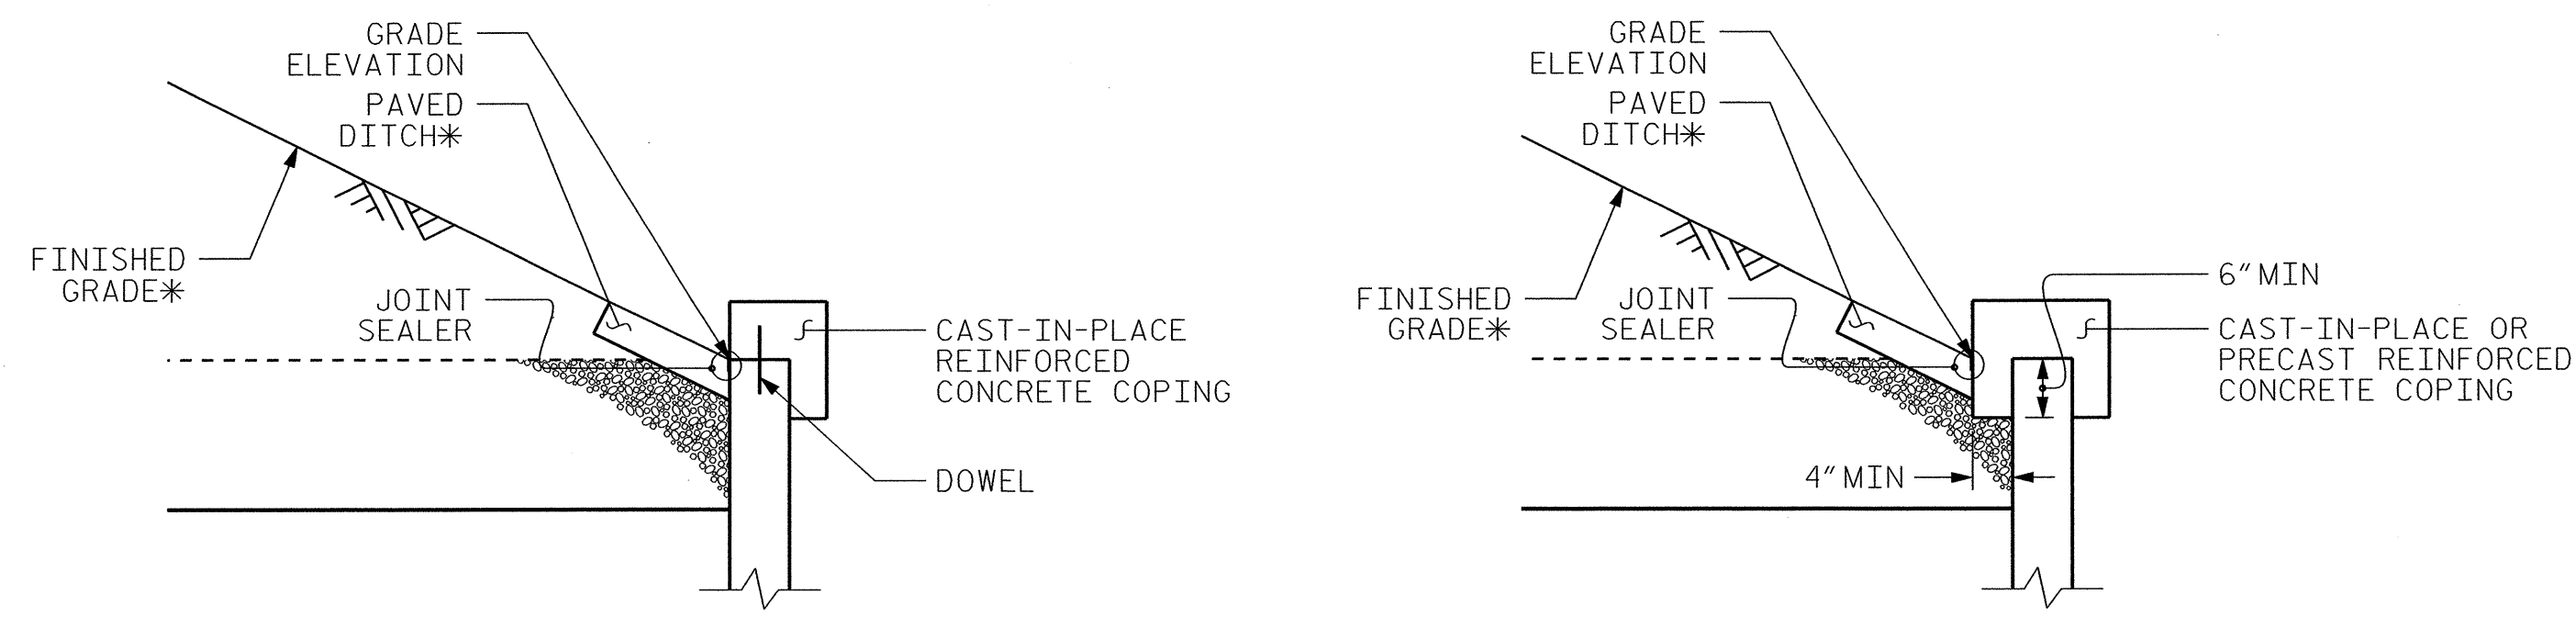 GRADE
ELEVATION
PAVED
DITCH*
FINISHED
GRADE*
JOINT
SEALER
CAST-IN-PLACE
REINFORCED
CONCRETE COPING
DOWEL
GRADE
ELEVATION
PAVED
DITCH*
FINISHED
GRADE*
JOINT
SEALER
6" MIN
CAST-IN-PLACE OR
PRECAST REINFORCED
CONCRETE COPING
4" MIN